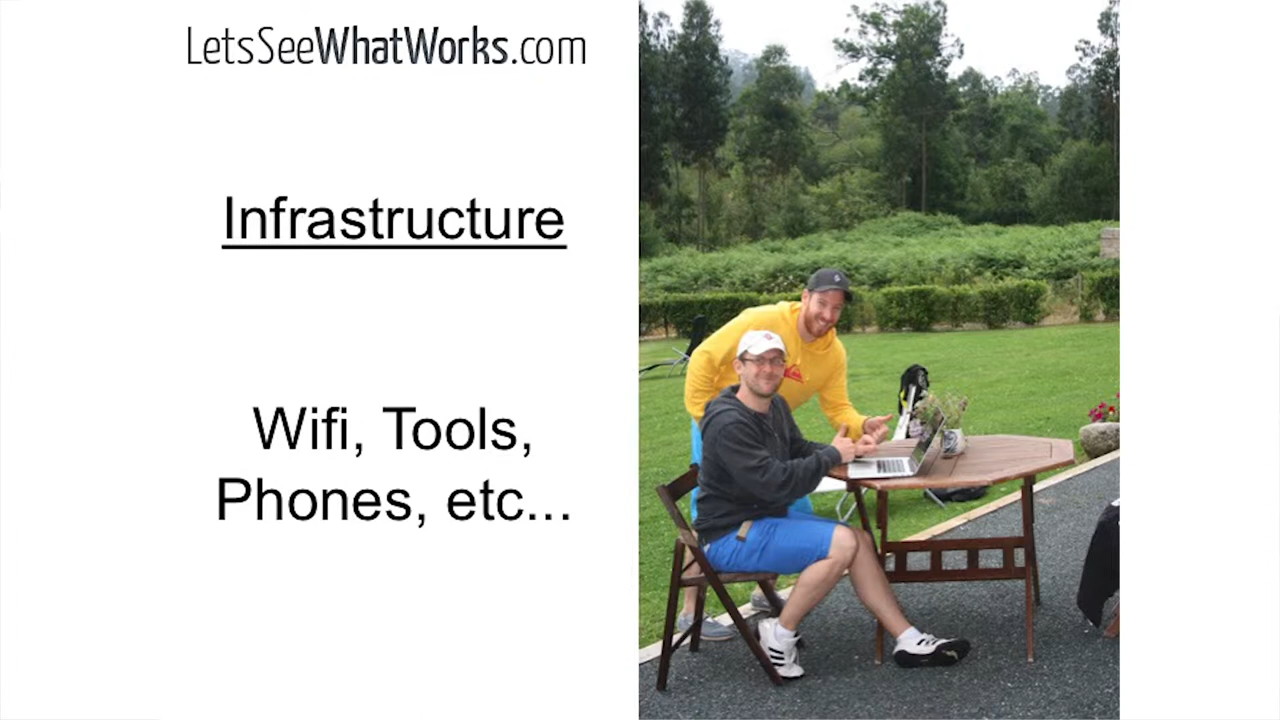 LetsSeeWhatWorks.com
Infrastructure
Wifi, Tools,
Phones, etc...